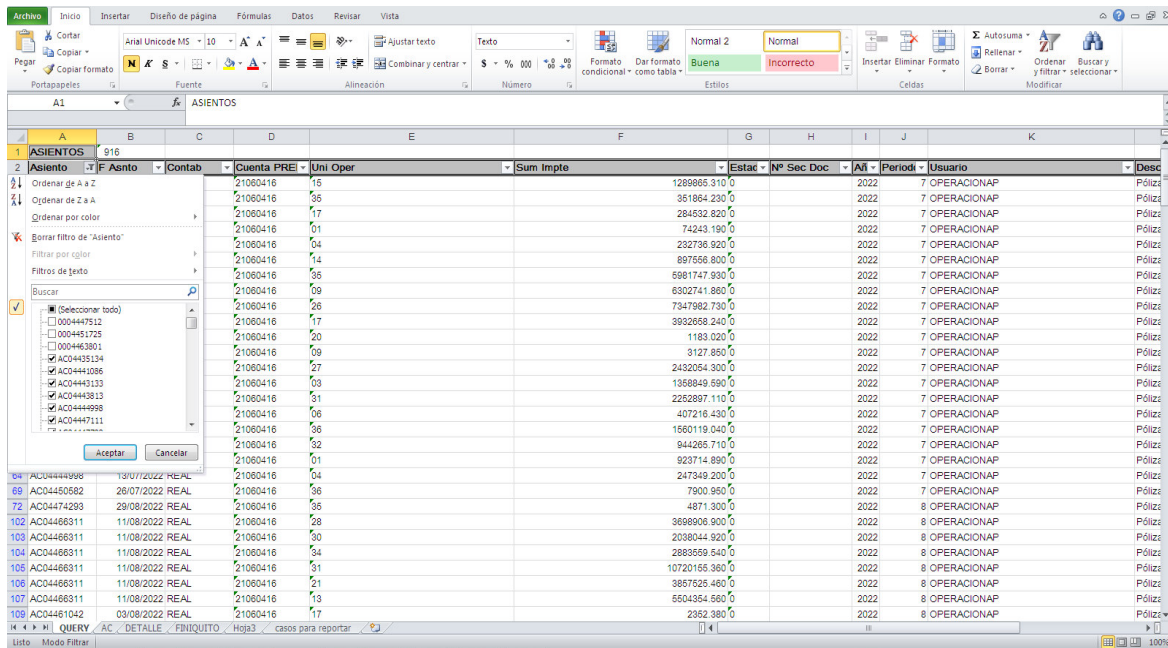 Archivo Inicio Insertar Diseño de página Fórmulas Datos Revisar Vista
Pegar Cortar Copiar Copiar formato Portapapeles
Arial Unicode MS 10 A A N K S A Fuente
Ajustar texto Combinar y centrar Alineación
Texto $ % 000 Número
Formato condicional Dar formato como tabla Normal 2 Normal Buena Incorrecto Estilos
Insertar Eliminar Formato Celdas
Σ Autosuma Rellenar Borrar Ordenar y filtrar Buscar y seleccionar Modificar
A1 fx ASIENTOS
A B C D E F G H I J K
1 ASIENTOS 916
2 Asiento F Asnto Contab Cuenta PRE Uni Oper Sum Impte Estad Nº Sec Doc Añ Period Usuario Desc
Ordenar de A a Z
Ordenar de Z a A
Ordenar por color
Borrar filtro de "Asiento"
Filtrar por color
Filtros de texto
Buscar
(Seleccionar todo)
0004447512
0004451725
0004463801
AC04435134
AC04441086
AC04443133
AC04443813
AC04444998
AC04447111
Aceptar Cancelar
21060416 15 1289865.310 0 2022 7 OPERACIONAP Póliza
21060416 36 351864.230 0 2022 7 OPERACIONAP Póliza
21060416 17 284532.820 0 2022 7 OPERACIONAP Póliza
21060416 01 74243.190 0 2022 7 OPERACIONAP Póliza
21060416 04 232736.920 0 2022 7 OPERACIONAP Póliza
21060416 14 897556.800 0 2022 7 OPERACIONAP Póliza
21060416 35 5981747.930 0 2022 7 OPERACIONAP Póliza
21060416 09 6302741.860 0 2022 7 OPERACIONAP Póliza
21060416 26 7347982.730 0 2022 7 OPERACIONAP Póliza
21060416 17 3932658.240 0 2022 7 OPERACIONAP Póliza
21060416 20 1183.020 0 2022 7 OPERACIONAP Póliza
21060416 09 3127.850 0 2022 7 OPERACIONAP Póliza
21060416 27 2432054.300 0 2022 7 OPERACIONAP Póliza
21060416 03 1358849.590 0 2022 7 OPERACIONAP Póliza
21060416 31 2252897.110 0 2022 7 OPERACIONAP Póliza
21060416 06 407216.430 0 2022 7 OPERACIONAP Póliza
21060416 36 1560119.040 0 2022 7 OPERACIONAP Póliza
21060416 32 944265.710 0 2022 7 OPERACIONAP Póliza
21060416 01 923714.890 0 2022 7 OPERACIONAP Póliza
64 AC04444998 13/07/2022 REAL 21060416 04 247349.200 0 2022 7 OPERACIONAP Póliza
69 AC04450582 26/07/2022 REAL 21060416 36 7900.950 0 2022 7 OPERACIONAP Póliza
72 AC04474293 29/08/2022 REAL 21060416 35 4871.300 0 2022 8 OPERACIONAP Póliza
102 AC04466311 11/08/2022 REAL 21060416 28 3698906.900 0 2022 8 OPERACIONAP Póliza
103 AC04466311 11/08/2022 REAL 21060416 30 2038044.920 0 2022 8 OPERACIONAP Póliza
104 AC04466311 11/08/2022 REAL 21060416 34 2883559.540 0 2022 8 OPERACIONAP Póliza
105 AC04466311 11/08/2022 REAL 21060416 31 10720155.360 0 2022 8 OPERACIONAP Póliza
106 AC04466311 11/08/2022 REAL 21060416 21 3857525.460 0 2022 8 OPERACIONAP Póliza
107 AC04466311 11/08/2022 REAL 21060416 13 5504354.560 0 2022 8 OPERACIONAP Póliza
109 AC04461042 03/08/2022 REAL 21060416 17 2352.380 0 2022 8 OPERACIONAP Póliza
QUERY AC DETALLE FINIQUITO Hoja3 casos para reportar
Listo Modo Filtrar 100%